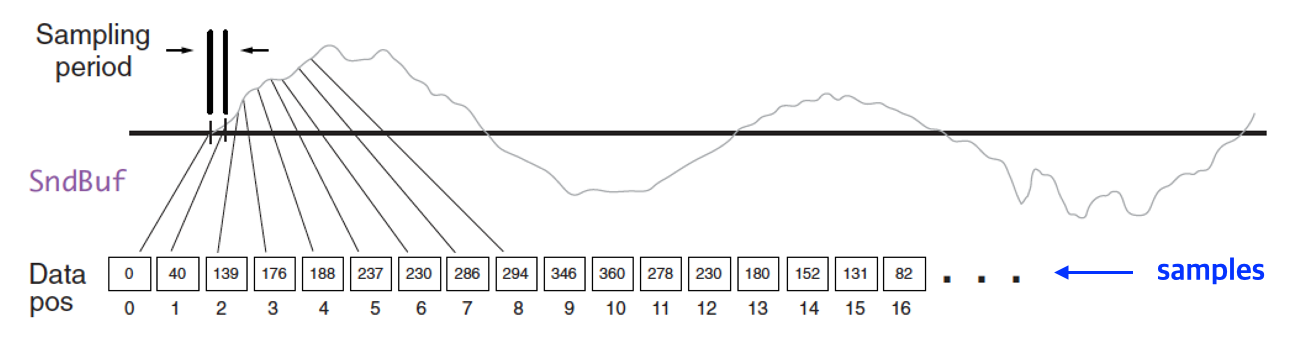 Sampling
period
SndBuf
Data 0 40 139 176 188 237 230 286 294 346 360 278 230 180 152 131 82 . . . samples
pos 0 1 2 3 4 5 6 7 8 9 10 11 12 13 14 15 16